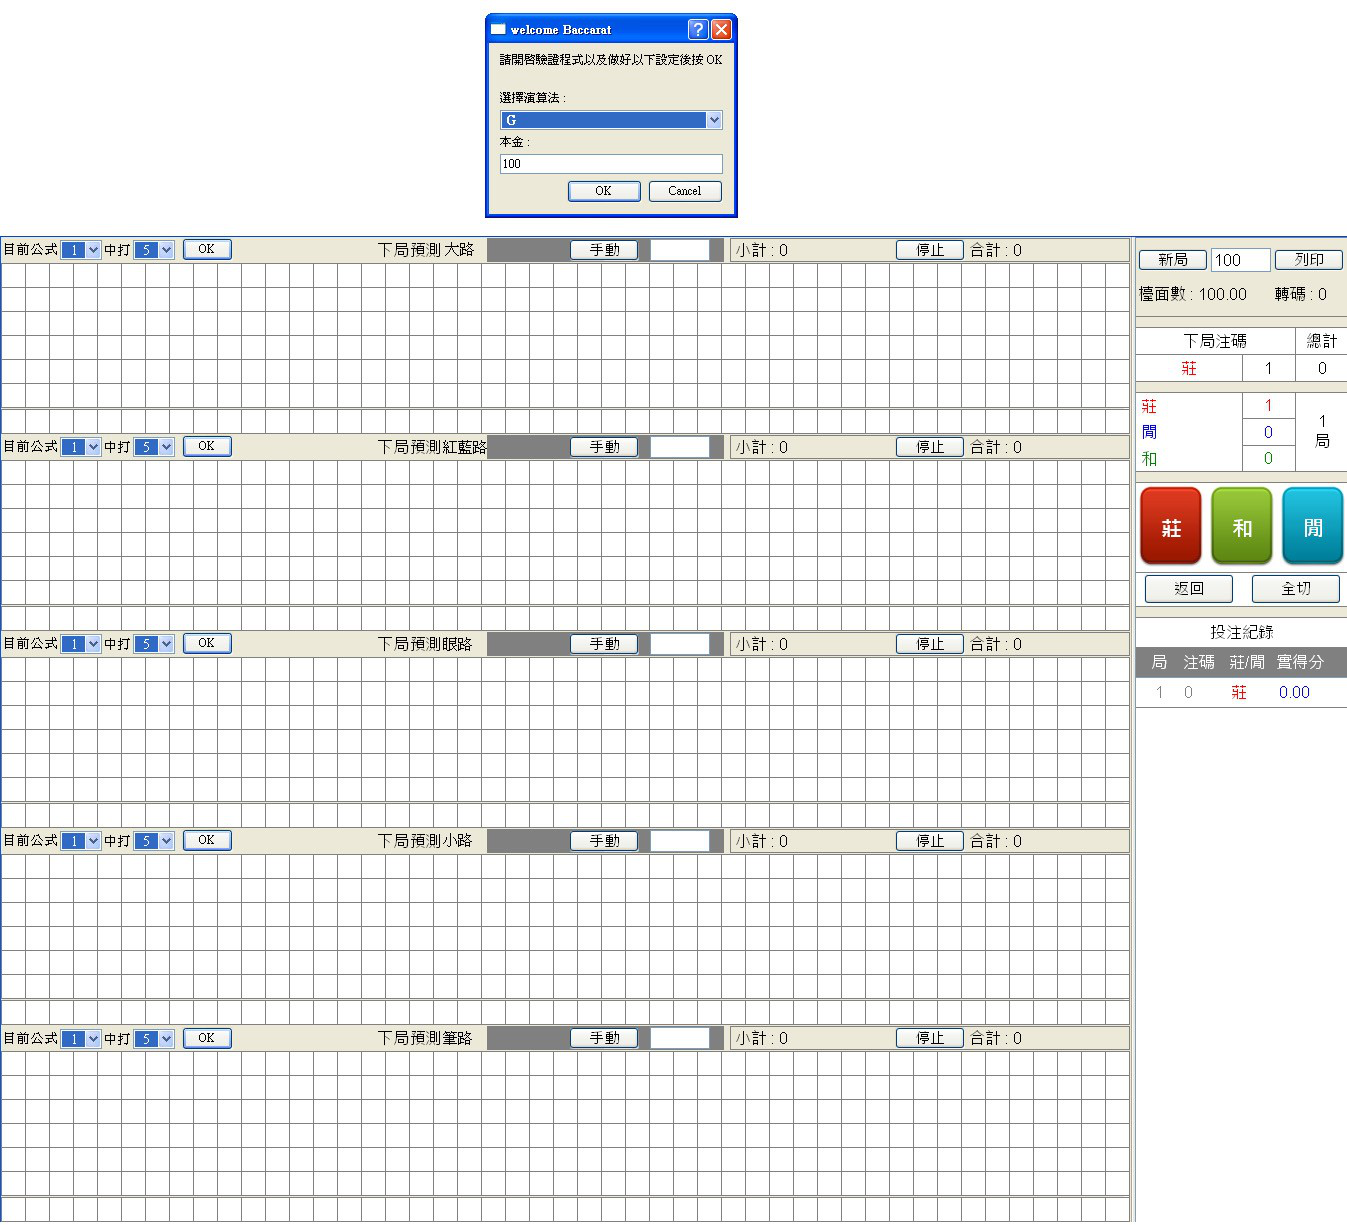 welcome Baccarat
請開啓驗證程式以及做好以下設定後按 OK
選擇演算法 :
G
本金 :
100
OK Cancel
目前公式 1 中打 5 OK 下局預測 大路 手動 小計 : 0 停止 合計 : 0
新局 100 列印
檯面數 : 100.00 轉碼 : 0
下局注碼 總計
莊 1 0
莊 1
閒 0
和 0
1
局
目前公式 1 中打 5 OK 下局預測紅藍路 手動 小計 : 0 停止 合計 : 0
莊 和 閒
返回 全切
投注紀錄
局 注碼 莊/閒 實得分
1 0 莊 0.00
目前公式 1 中打 5 OK 下局預測眼路 手動 小計 : 0 停止 合計 : 0
目前公式 1 中打 5 OK 下局預測小路 手動 小計 : 0 停止 合計 : 0
目前公式 1 中打 5 OK 下局預測筆路 手動 小計 : 0 停止 合計 : 0